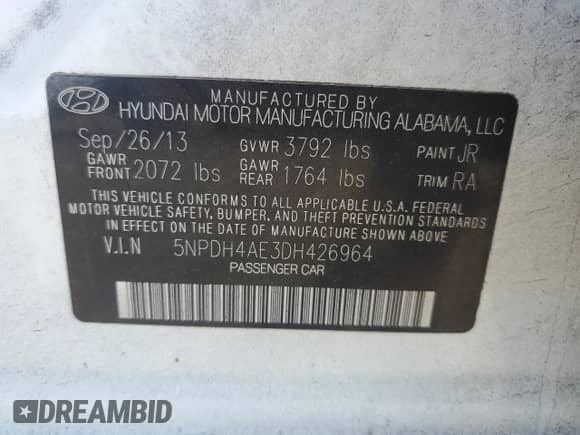 MANUFACTURED BY
HYUNDAI MOTOR MANUFACTURING ALABAMA, LLC
Sep/26/13 GVWR 3792 lbs PAINT JR
GAWR FRONT 2072 lbs GAWR REAR 1764 lbs TRIM RA
THIS VEHICLE CONFORMS TO ALL APPLICABLE U.S.A. FEDERAL
MOTOR VEHICLE SAFETY, BUMPER, AND THEFT PREVENTION STANDARDS
IN EFFECT ON THE DATE OF MANUFACTURE SHOWN ABOVE
V.I.N 5NPDH4AE3DH426964
PASSENGER CAR
DREAMBID